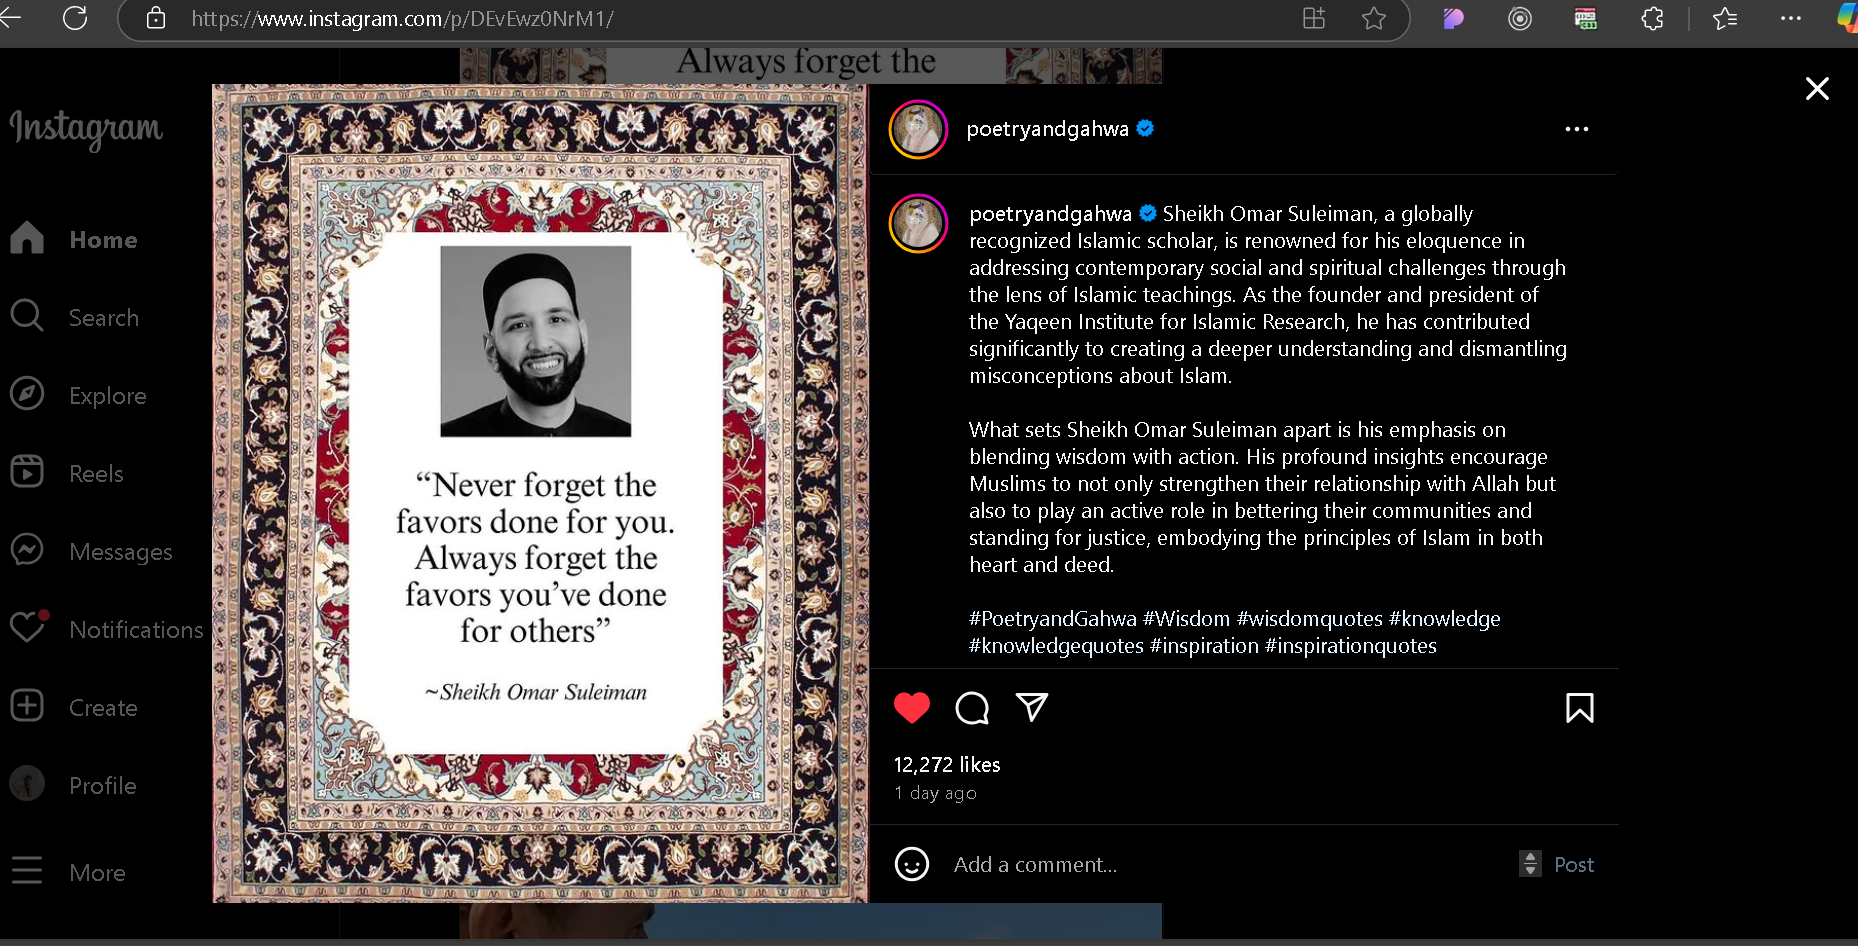 https://www.instagram.com/p/DEvEwz0NrM1/
Always forget the
Instagram
Home
Search
Explore
Reels
Messages
Notifications
Create
Profile
More
“Never forget the
favors done for you.
Always forget the
favors you’ve done
for others”
~Sheikh Omar Suleiman
poetryandgahwa
poetryandgahwa Sheikh Omar Suleiman, a globally
recognized Islamic scholar, is renowned for his eloquence in
addressing contemporary social and spiritual challenges through
the lens of Islamic teachings. As the founder and president of
the Yaqeen Institute for Islamic Research, he has contributed
significantly to creating a deeper understanding and dismantling
misconceptions about Islam.
What sets Sheikh Omar Suleiman apart is his emphasis on
blending wisdom with action. His profound insights encourage
Muslims to not only strengthen their relationship with Allah but
also to play an active role in bettering their communities and
standing for justice, embodying the principles of Islam in both
heart and deed.
#PoetryandGahwa #Wisdom #wisdomquotes #knowledge
#knowledgequotes #inspiration #inspirationquotes
12,272 likes
1 day ago
Add a comment...
Post